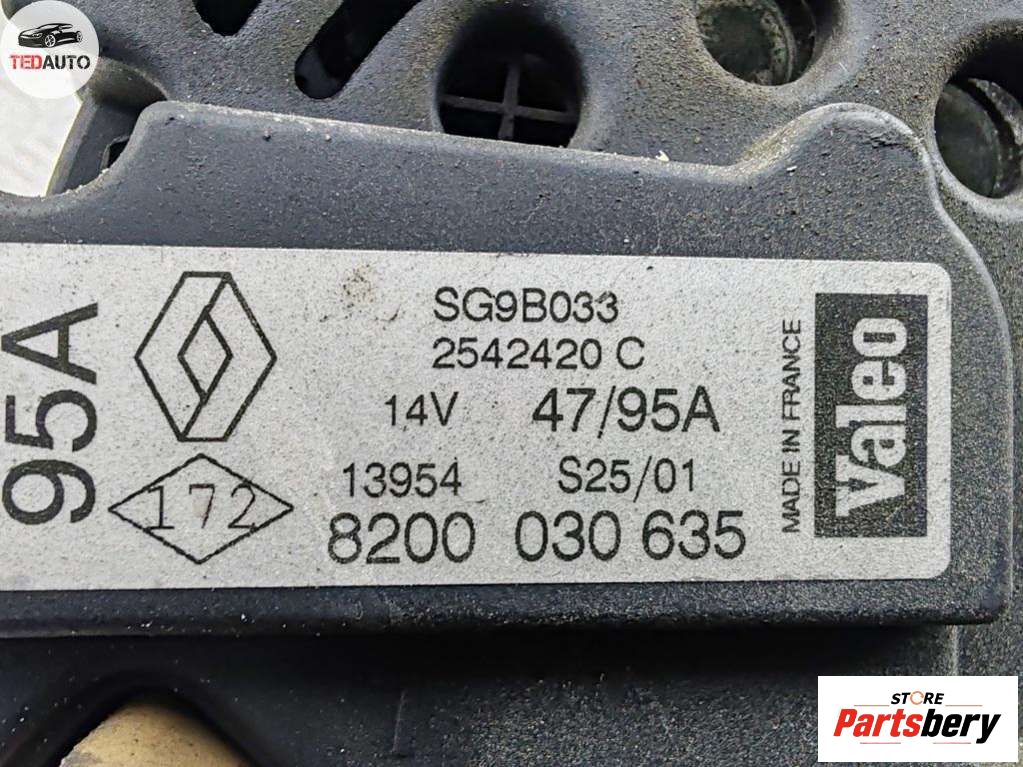 TEDAUTO
95A
SG9B033
2542420 C
14V 47/95A
13954 S25/01
8200 030 635
172
MADE IN FRANCE
Valeo
STORE
Partsbery